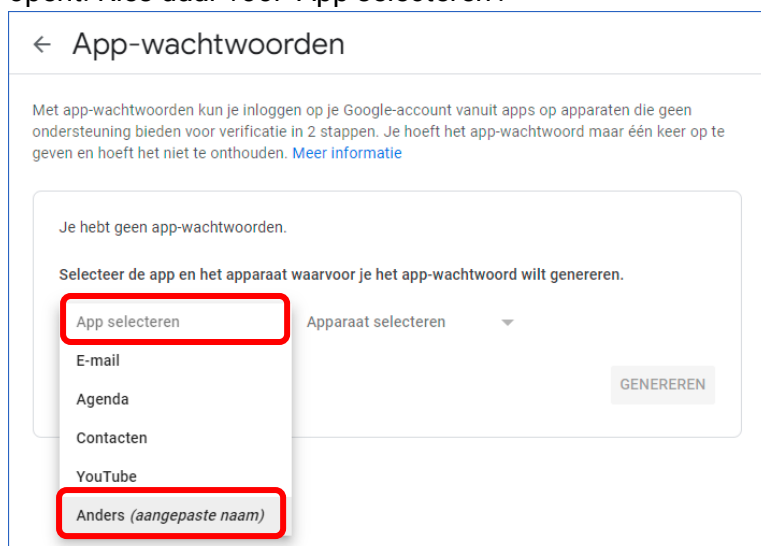 App-wachtwoorden
Met app-wachtwoorden kun je inloggen op je Google-account vanuit apps op apparaten die geen
ondersteuning bieden voor verificatie in 2 stappen. Je hoeft het app-wachtwoord maar één keer op te
geven en hoeft het niet te onthouden. Meer informatie
Je hebt geen app-wachtwoorden.
Selecteer de app en het apparaat waarvoor je het app-wachtwoord wilt genereren.
App selecteren Apparaat selecteren
E-mail
GENEREREN
Agenda
Contacten
YouTube
Anders (aangepaste naam)